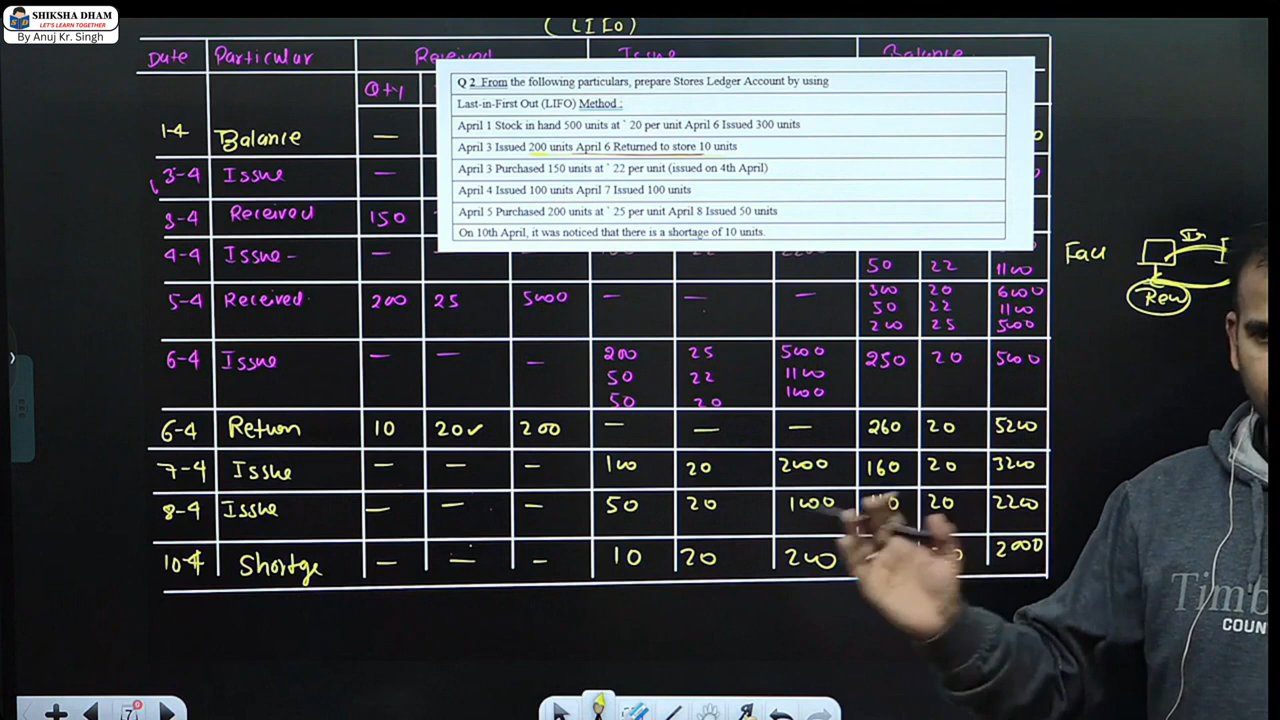 SHIKSHA DHAM
LET'S LEARN TOGETHER
By Anuj Kr. Singh
(LIFO)
Date Particular Received Issue Balance
Qty
Q 2 From the following particulars, prepare Stores Ledger Account by using
Last-in-First Out (LIFO) Method :
April 1 Stock in hand 500 units at ` 20 per unit April 6 Issued 300 units
April 3 Issued 200 units April 6 Returned to store 10 units
April 3 Purchased 150 units at ` 22 per unit (issued on 4th April)
April 4 Issued 100 units April 7 Issued 100 units
April 5 Purchased 200 units at ` 25 per unit April 8 Issued 50 units
On 10th April, it was noticed that there is a shortage of 10 units.
1-4 Balance —
3-4 Issue —
3-4 Received 150
4-4 Issue - —
50 22 1100
5-4 Received. 200 25 5000 — — — 300 20 6000
50 22 1100
200 25 5000
6-4 Issue — — — 200 25 5000 250 20 5000
50 22 1100
50 20 1000
6-4 Return 10 20✓ 200 — — — 260 20 5200
7-4 Issue — — — 100 20 2000 160 20 3200
8-4 Issue — — — 50 20 1000 20 2200
10-4 Shortge — — — 10 20 200 2000
Rew
7